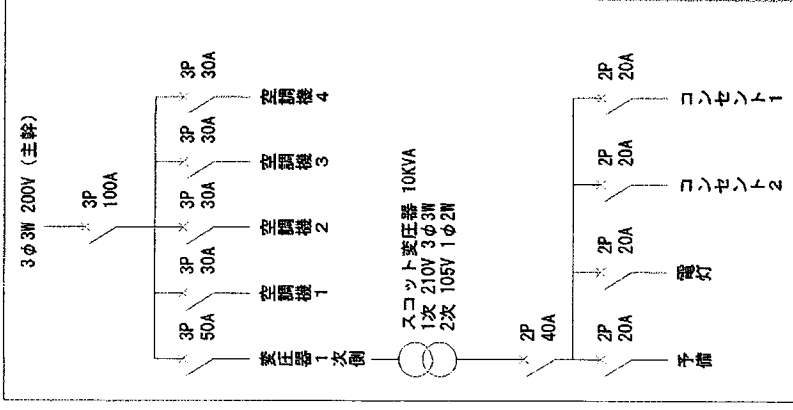 3φ3W 200V (主幹)
3P
100A
3P
50A
3P
30A
3P
30A
3P
30A
3P
30A
変圧器1次側
空調機1
空調機2
空調機3
空調機4
スコット変圧器 10KVA
1次 210V 3φ3W
2次 105V 1φ2W
2P
40A
2P
20A
2P
20A
2P
20A
2P
20A
予備
電灯
コンセント2
コンセント1